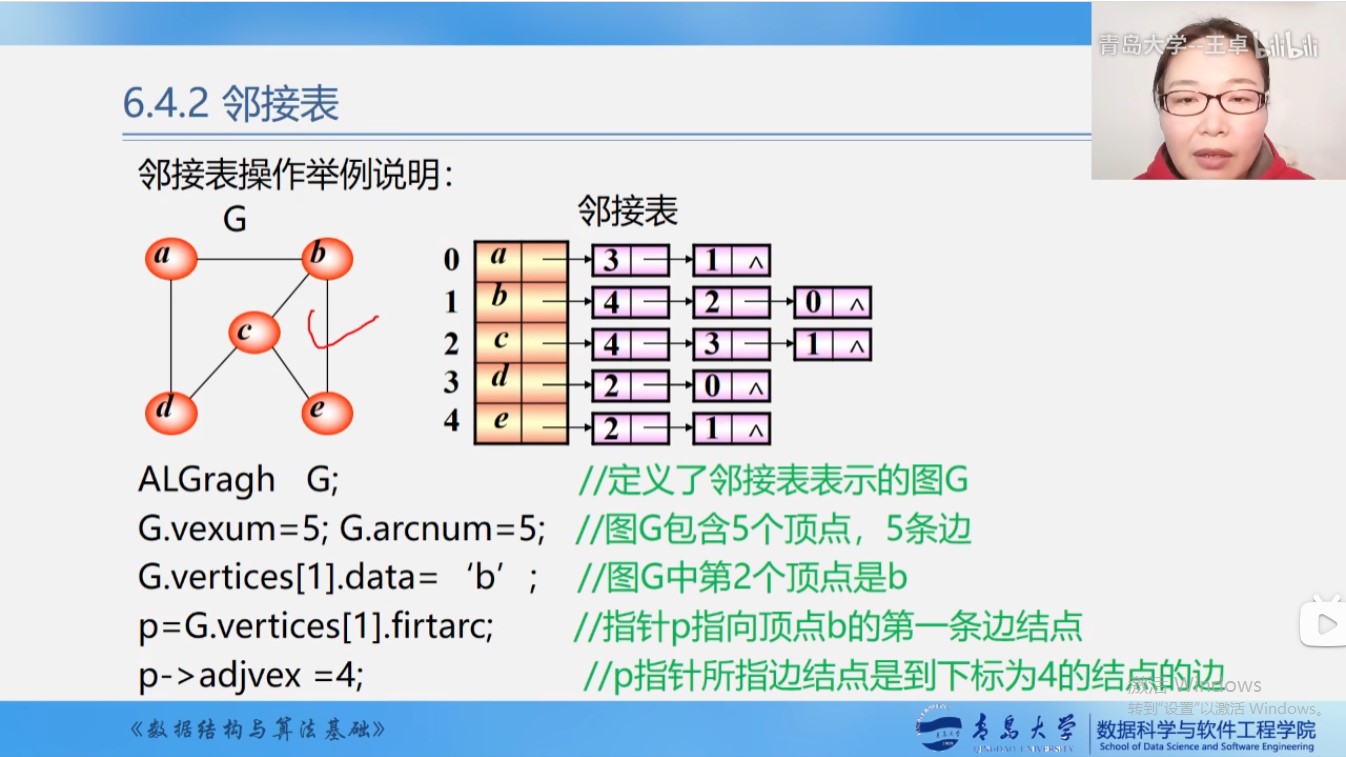 青岛大学--王卓 bilibili
6.4.2 邻接表
邻接表操作举例说明：
G
邻接表
a
b
c
d
e
0 a 3 1 ^
1 b 4 2 0 ^
2 c 4 3 1 ^
3 d 2 0 ^
4 e 2 1 ^
ALGragh G; //定义了邻接表表示的图G
G.vexum=5; G.arcnum=5; //图G包含5个顶点，5条边
G.vertices[1].data= ‘b’; //图G中第2个顶点是b
p=G.vertices[1].firtarc; //指针p指向顶点b的第一条边结点
p->adjvex =4; //p指针所指边结点是到下标为4的结点的边
激活 Windows
转到“设置”以激活 Windows。
《数据结构与算法基础》
青岛大学
QINGDAO UNIVERSITY
数据科学与软件工程学院
School of Data Science and Software Engineering